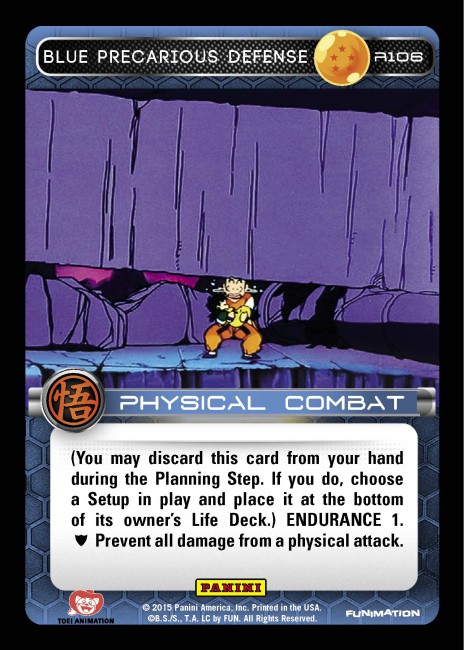 BLUE PRECARIOUS DEFENSE R106
悟 PHYSICAL COMBAT
(You may discard this card from your hand
during the Planning Step. If you do, choose
a Setup in play and place it at the bottom
of its owner's Life Deck.) ENDURANCE 1.
Prevent all damage from a physical attack.
PANINI
TOEI ANIMATION
© 2015 Panini America, Inc. Printed in the USA.
©B.S./S., T.A. LC by FUN. All Rights Reserved.
FUNIMATION